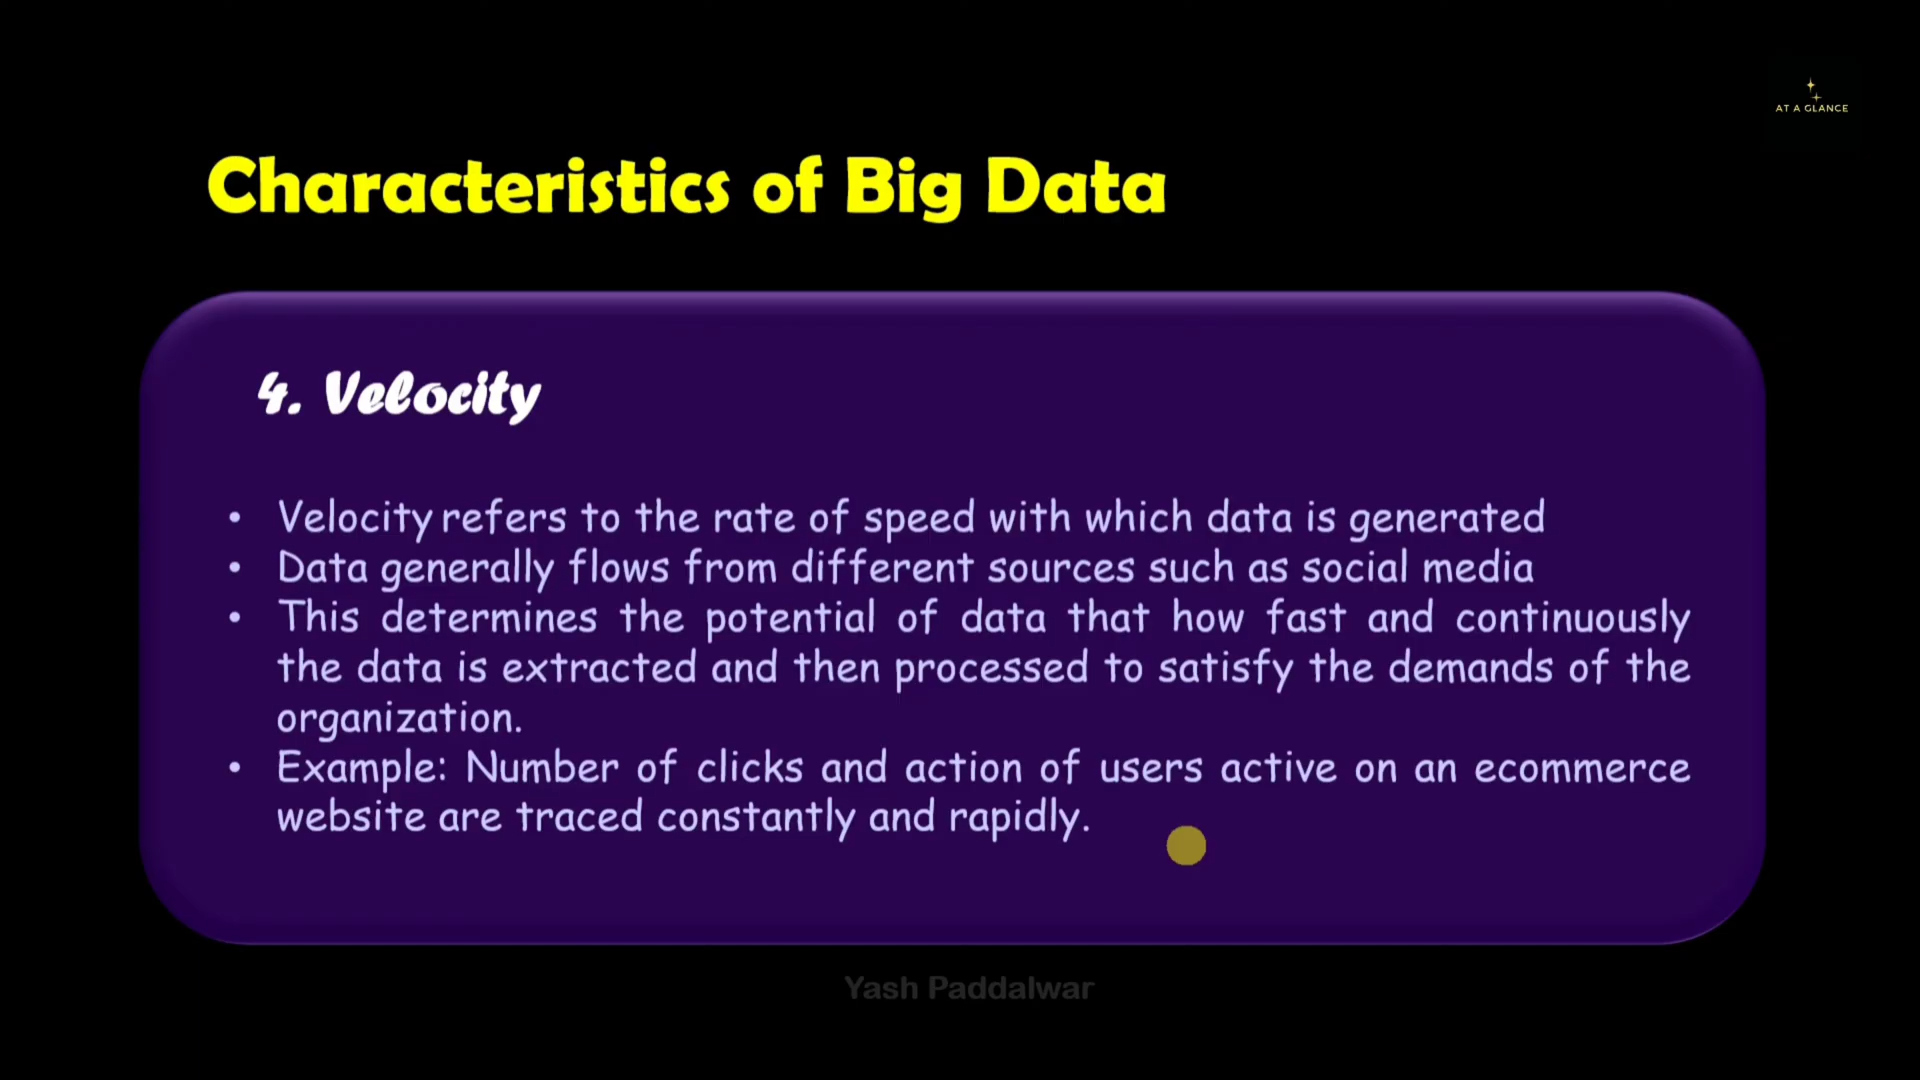 AT A GLANCE
Characteristics of Big Data
4. Velocity
• Velocity refers to the rate of speed with which data is generated
• Data generally flows from different sources such as social media
• This determines the potential of data that how fast and continuously
the data is extracted and then processed to satisfy the demands of the
organization.
• Example: Number of clicks and action of users active on an ecommerce
website are traced constantly and rapidly.
Yash Paddalwar